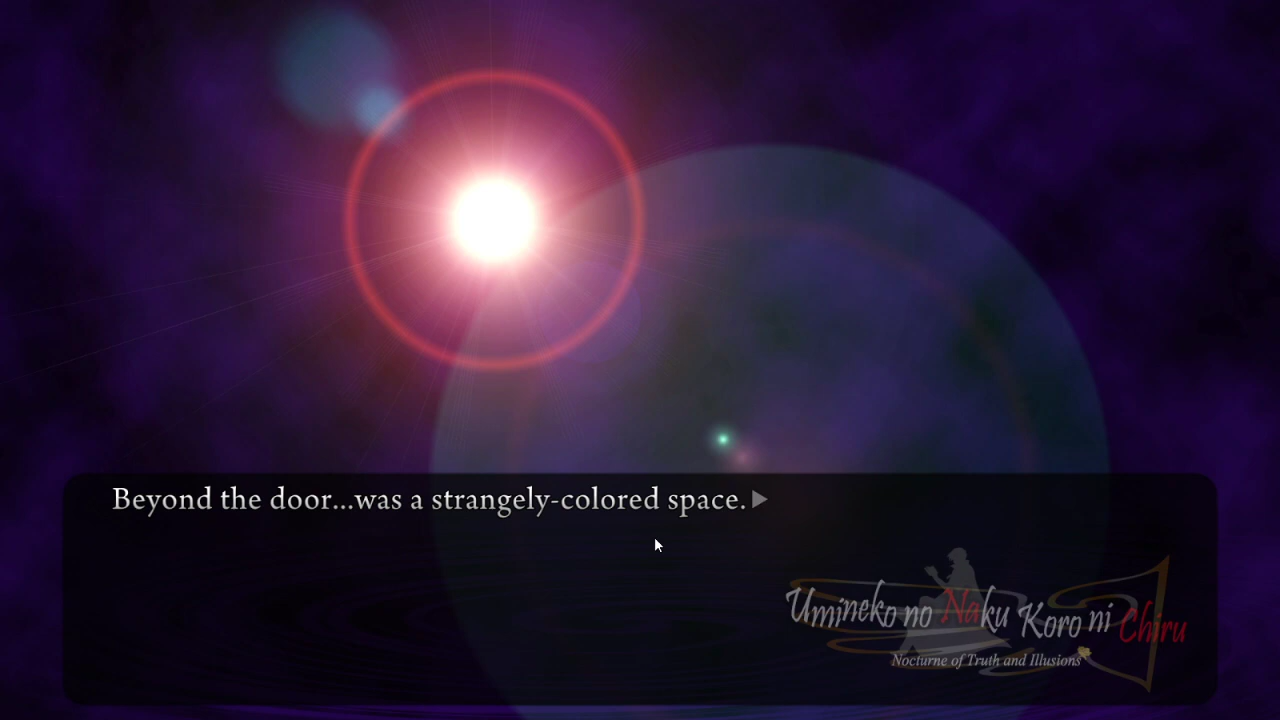 Beyond the door...was a strangely-colored space.
Umineko no Naku Koro ni Chiru
Nocturne of Truth and Illusions